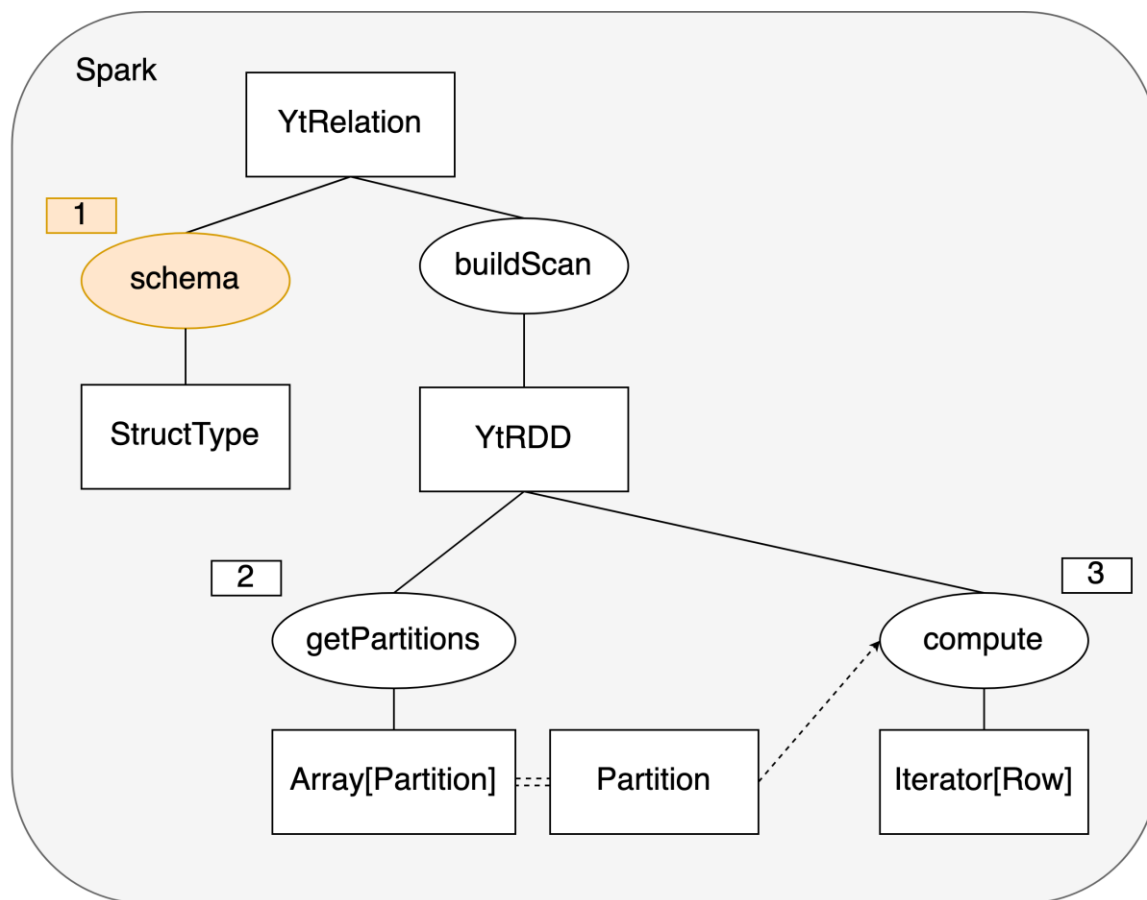 Spark
YtRelation
1
schema
buildScan
StructType
YtRDD
2
3
getPartitions
compute
Array[Partition]
Partition
Iterator[Row]